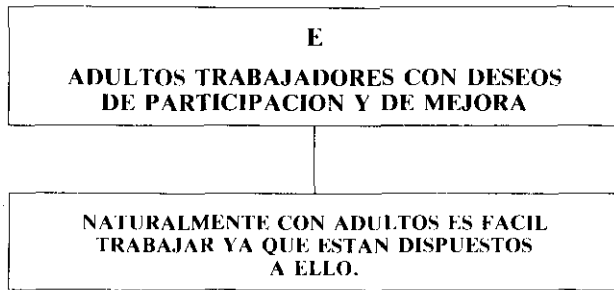 E
ADULTOS TRABAJADORES CON DESEOS
DE PARTICIPACION Y DE MEJORA
NATURALMENTE CON ADULTOS ES FACIL
TRABAJAR YA QUE ESTAN DISPUESTOS
A ELLO.